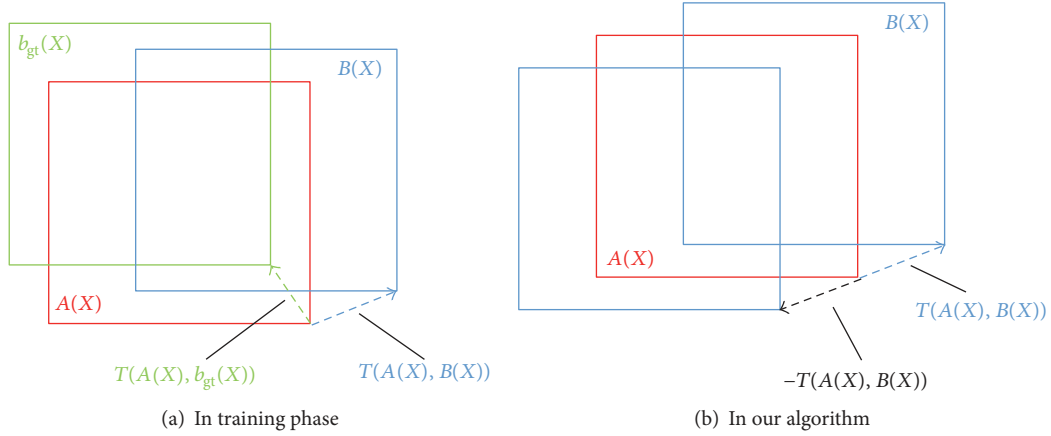 b_gt(X)
B(X)
A(X)
T(A(X), b_gt(X))
T(A(X), B(X))
(a) In training phase
B(X)
A(X)
T(A(X), B(X))
−T(A(X), B(X))
(b) In our algorithm